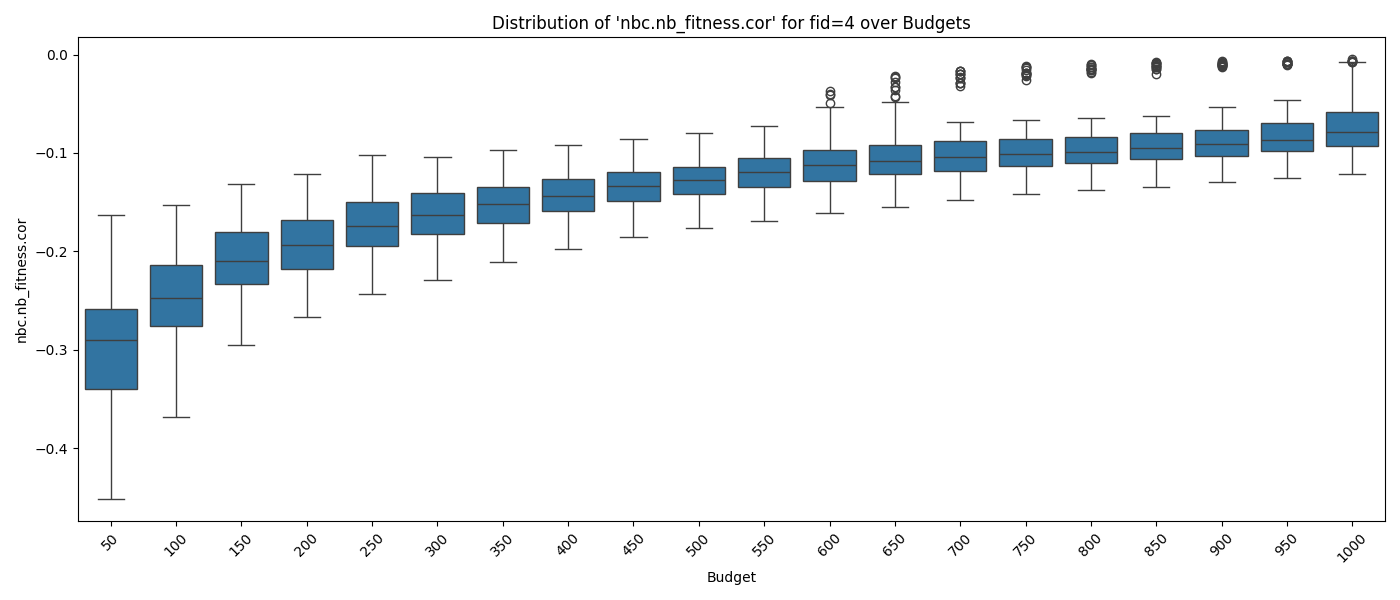 Distribution of 'nbc.nb_fitness.cor' for fid=4 over Budgets
nbc.nb_fitness.cor
0.0
−0.1
−0.2
−0.3
−0.4
50 100 150 200 250 300 350 400 450 500 550 600 650 700 750 800 850 900 950 1000
Budget